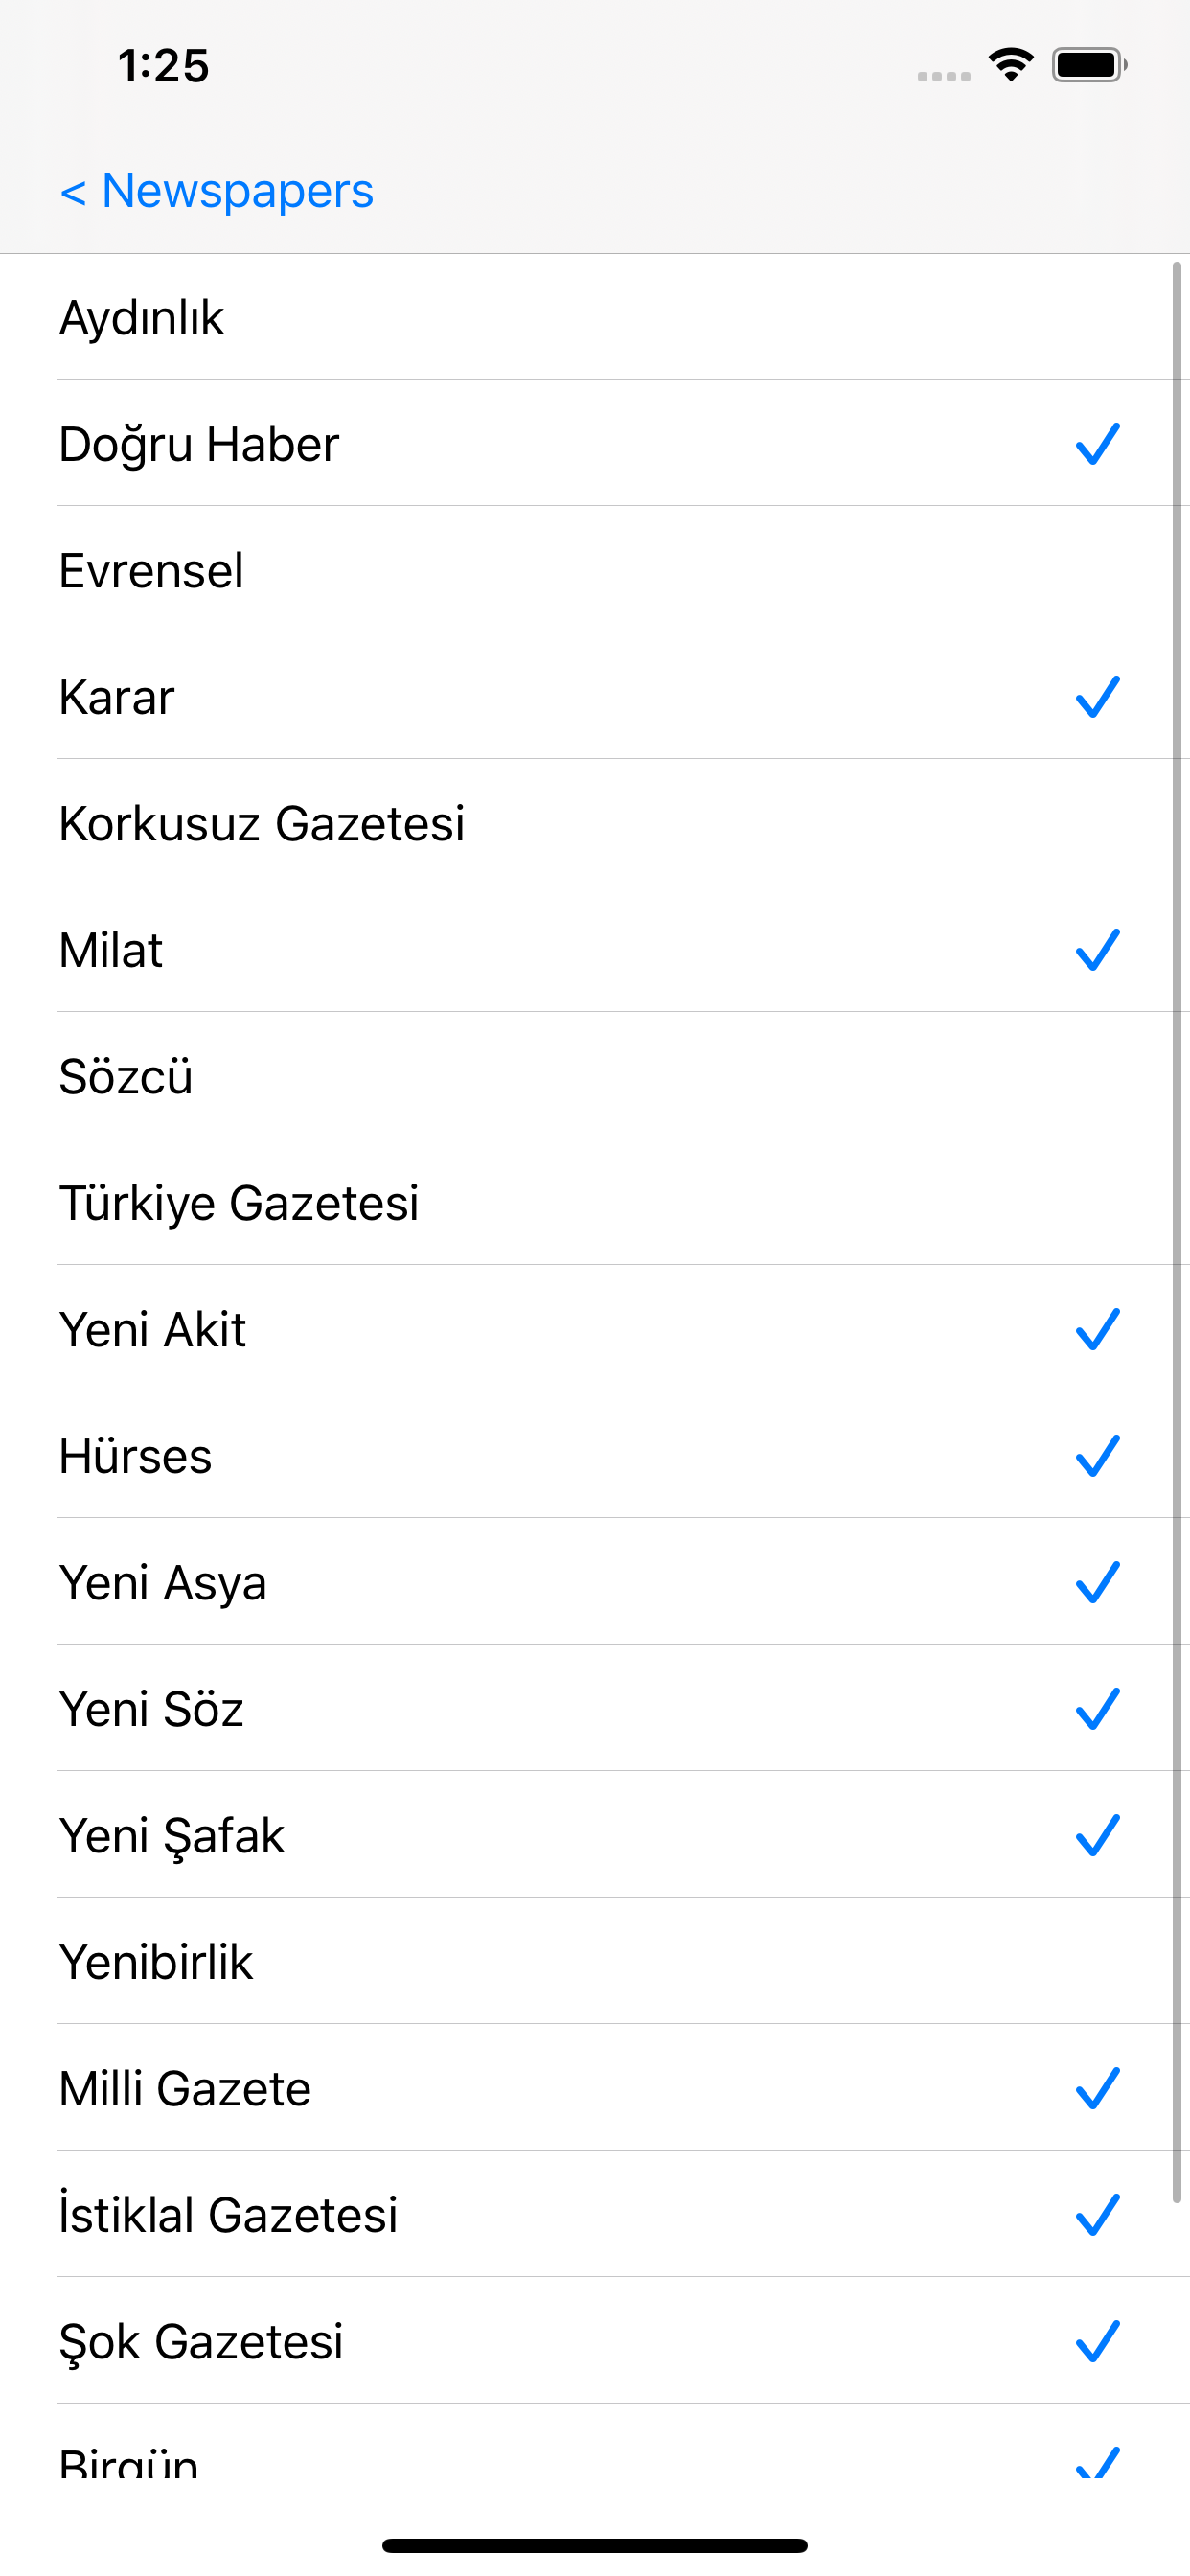 1:25
< Newspapers
Aydınlık
Doğru Haber
Evrensel
Karar
Korkusuz Gazetesi
Milat
Sözcü
Türkiye Gazetesi
Yeni Akit
Hürses
Yeni Asya
Yeni Söz
Yeni Şafak
Yenibirlik
Milli Gazete
İstiklal Gazetesi
Şok Gazetesi
Birgün